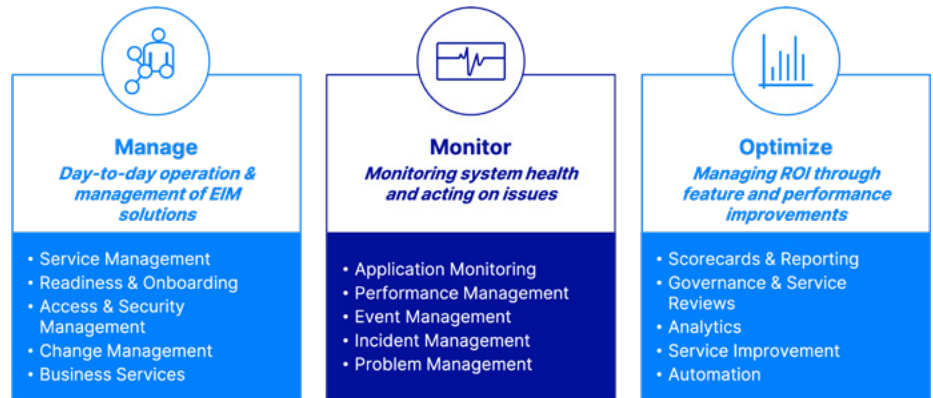 Manage
Day-to-day operation &
management of EIM
solutions
• Service Management
• Readiness & Onboarding
• Access & Security
Management
• Change Management
• Business Services
Monitor
Monitoring system health
and acting on issues
• Application Monitoring
• Performance Management
• Event Management
• Incident Management
• Problem Management
Optimize
Managing ROI through
feature and performance
improvements
• Scorecards & Reporting
• Governance & Service
Reviews
• Analytics
• Service Improvement
• Automation